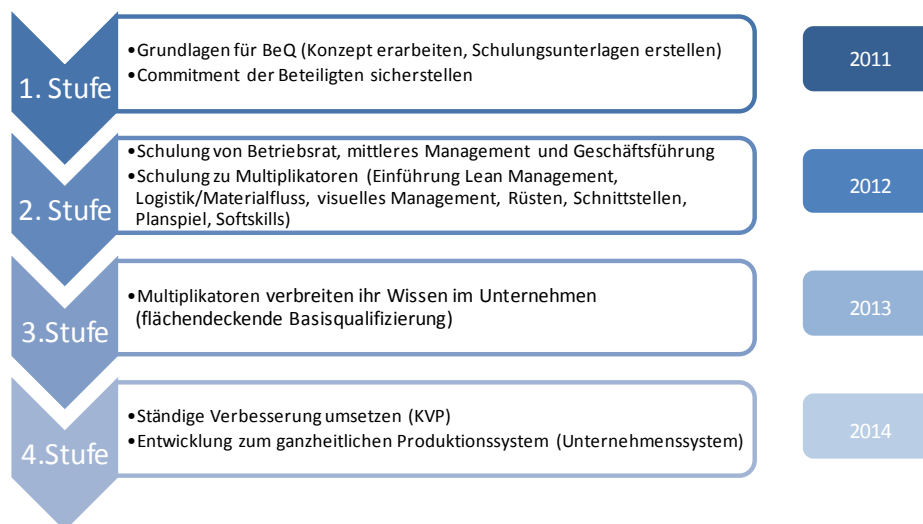 1. Stufe
•Grundlagen für BeQ (Konzept erarbeiten, Schulungsunterlagen erstellen)
•Commitment der Beteiligten sicherstellen
2011
2. Stufe
•Schulung von Betriebsrat, mittleres Management und Geschäftsführung
•Schulung zu Multiplikatoren (Einführung Lean Management,
Logistik/Materialfluss, visuelles Management, Rüsten, Schnittstellen,
Planspiel, Softskills)
2012
3.Stufe
•Multiplikatoren verbreiten ihr Wissen im Unternehmen
(flächendeckende Basisqualifizierung)
2013
4.Stufe
•Ständige Verbesserung umsetzen (KVP)
•Entwicklung zum ganzheitlichen Produktionssystem (Unternehmenssystem)
2014